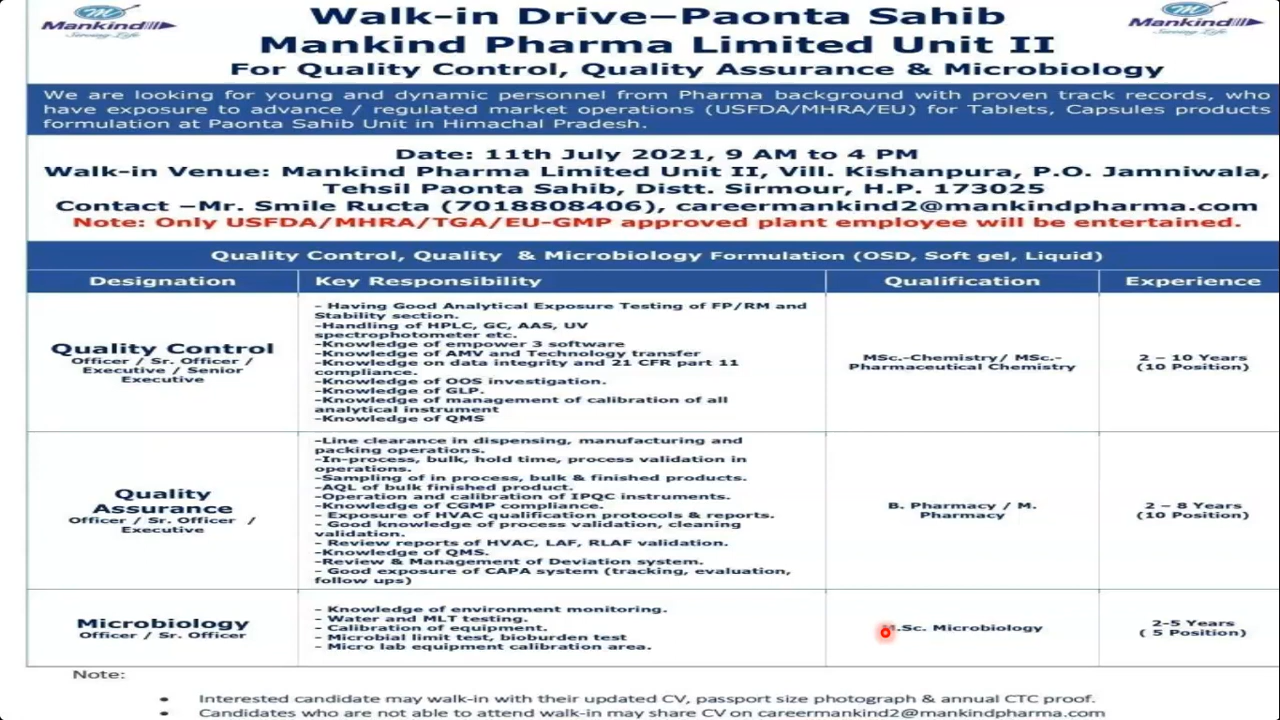 Mankind
Serving Life
Walk-in Drive–Paonta Sahib
Mankind
Serving Life
Mankind Pharma Limited Unit II
For Quality Control, Quality Assurance & Microbiology
We are looking for young and dynamic personnel from Pharma background with proven track records, who
have exposure to advance / regulated market operations (USFDA/MHRA/EU) for Tablets, Capsules products
formulation at Paonta Sahib Unit in Himachal Pradesh.
Date: 11th July 2021, 9 AM to 4 PM
Walk-in Venue: Mankind Pharma Limited Unit II, Vill. Kishanpura, P.O. Jamniwala,
Tehsil Paonta Sahib, Distt. Sirmour, H.P. 173025
Contact –Mr. Smile Ructa (7018808406), careermankind2@mankindpharma.com
Note: Only USFDA/MHRA/TGA/EU-GMP approved plant employee will be entertained.
Quality Control, Quality & Microbiology Formulation (OSD, Soft gel, Liquid)
Designation Key Responsibility Qualification Experience
Quality Control
Officer / Sr. Officer /
Executive / Senior
Executive
- Having Good Analytical Exposure Testing of FP/RM and
Stability section.
-Handling of HPLC, GC, AAS, UV
spectrophotometer etc.
-Knowledge of empower 3 software
-Knowledge of AMV and Technology transfer
-Knowledge on data integrity and 21 CFR part 11
compliance.
-Knowledge of OOS investigation.
-Knowledge of GLP.
-Knowledge of management of calibration of all
analytical instrument
-Knowledge of QMS
MSc.-Chemistry/ MSc.-
Pharmaceutical Chemistry
2 – 10 Years
(10 Position)
Quality
Assurance
Officer / Sr. Officer /
Executive
-Line clearance in dispensing, manufacturing and
packing operations.
-In-process, bulk, hold time, process validation in
operations.
-Sampling of in process, bulk & finished products.
-AQL of bulk finished product.
-Operation and calibration of IPQC instruments.
-Knowledge of CGMP compliance.
- Exposure of HVAC qualification protocols & reports.
- Good knowledge of process validation, cleaning
validation.
- Review reports of HVAC, LAF, RLAF validation.
-Knowledge of QMS.
-Review & Management of Deviation system.
- Good exposure of CAPA system (tracking, evaluation,
follow ups)
B. Pharmacy / M.
Pharmacy
2 – 8 Years
(10 Position)
Microbiology
Officer / Sr. Officer
- Knowledge of environment monitoring.
- Water and MLT testing.
- Calibration of equipment.
- Microbial limit test, bioburden test
- Micro lab equipment calibration area.
M.Sc. Microbiology
2-5 Years
( 5 Position)
Note:
• Interested candidate may walk-in with their updated CV, passport size photograph & annual CTC proof.
• Candidates who are not able to attend walk-in may share CV on careermankind2@mankindpharma.com